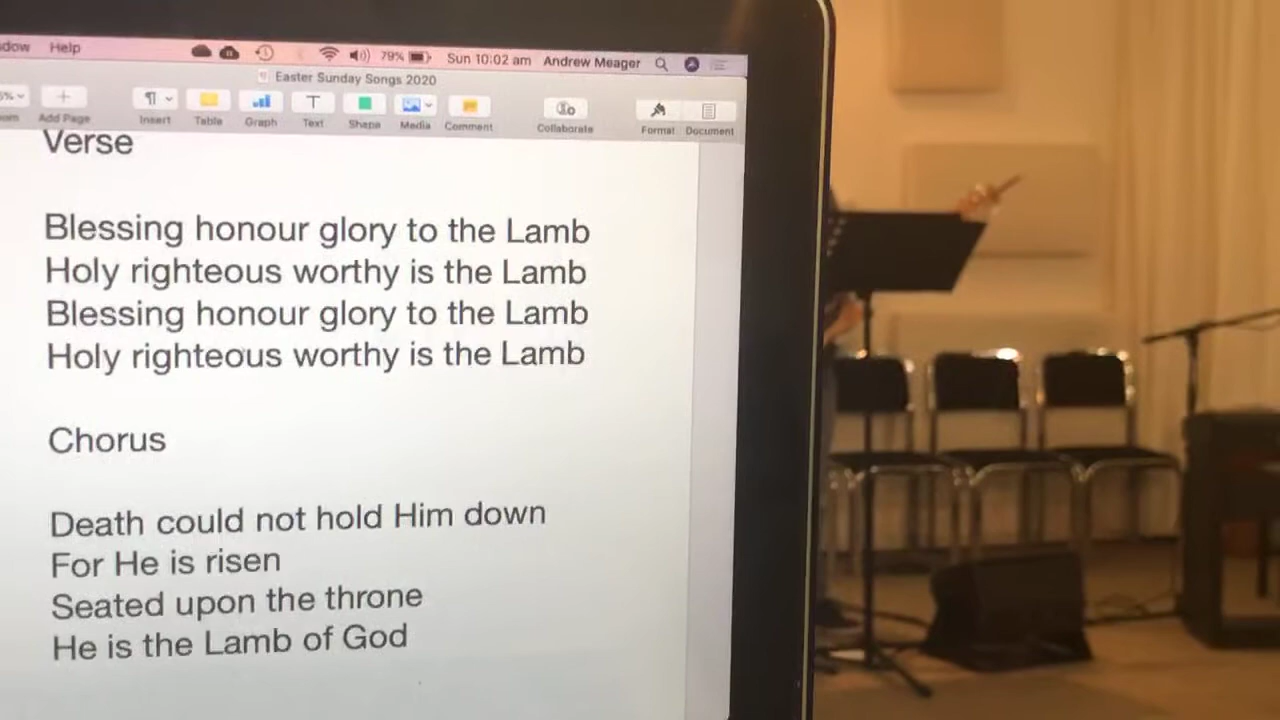 dow Help 79% Sun 10:02 am Andrew Meager
Easter Sunday Songs 2020
Add Page Insert Table Graph Text Shape Media Comment Collaborate Format Document
Verse
Blessing honour glory to the Lamb
Holy righteous worthy is the Lamb
Blessing honour glory to the Lamb
Holy righteous worthy is the Lamb
Chorus
Death could not hold Him down
For He is risen
Seated upon the throne
He is the Lamb of God